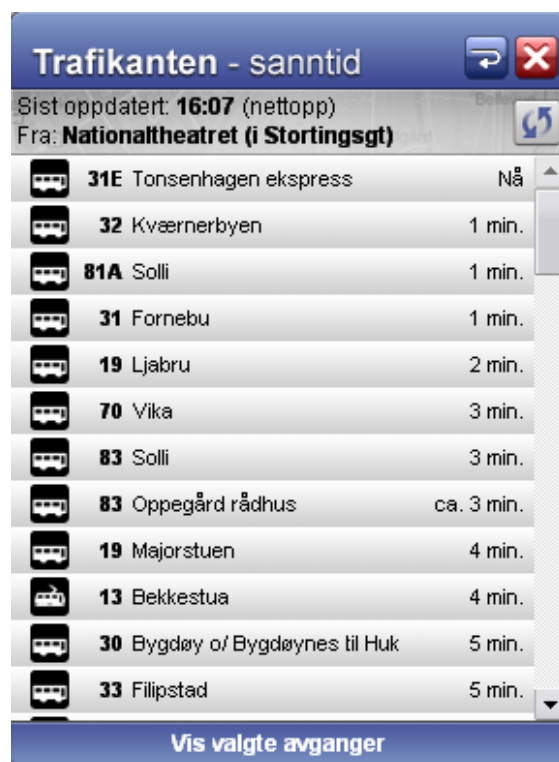 Trafikanten - sanntid
Sist oppdatert: 16:07 (nettopp)
Fra: Nationaltheatret (i Stortingsgt)
31E Tonsenhagen ekspress Nå
32 Kværnerbyen 1 min.
81A Solli 1 min.
31 Fornebu 1 min.
19 Ljabru 2 min.
70 Vika 3 min.
83 Solli 3 min.
83 Oppegård rådhus ca. 3 min.
19 Majorstuen 4 min.
13 Bekkestua 4 min.
30 Bygdøy o/ Bygdøynes til Huk 5 min.
33 Filipstad 5 min.
Vis valgte avganger